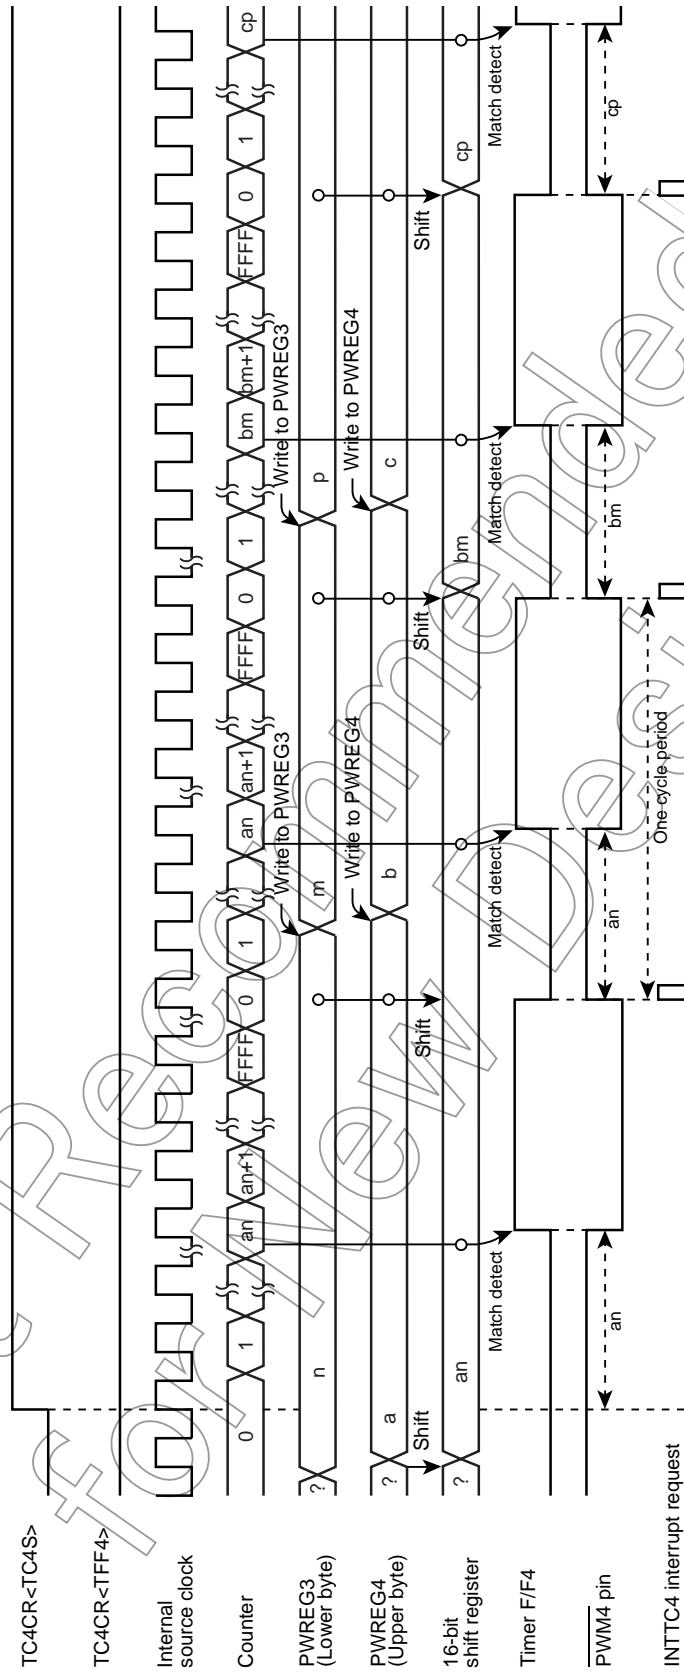 TC4CR<TC4S>
TC4CR<TFF4>
Internal
source clock
Counter 0 1 an an+1 FFFF 0 1 an an+1 FFFF 0 1 bm bm+1 FFFF 0 1 cp
Write to PWREG3 Write to PWREG3
PWREG3
(Lower byte) ? n m p
Write to PWREG4 Write to PWREG4
PWREG4
(Upper byte) ? a b c
Shift Shift Shift Shift
16-bit
shift register ? an bm cp
Match detect Match detect Match detect Match detect
Timer F/F4
PWM4 pin
an an bm cp
One cycle period
INTTC4 interrupt request
Recommended
for New Desi